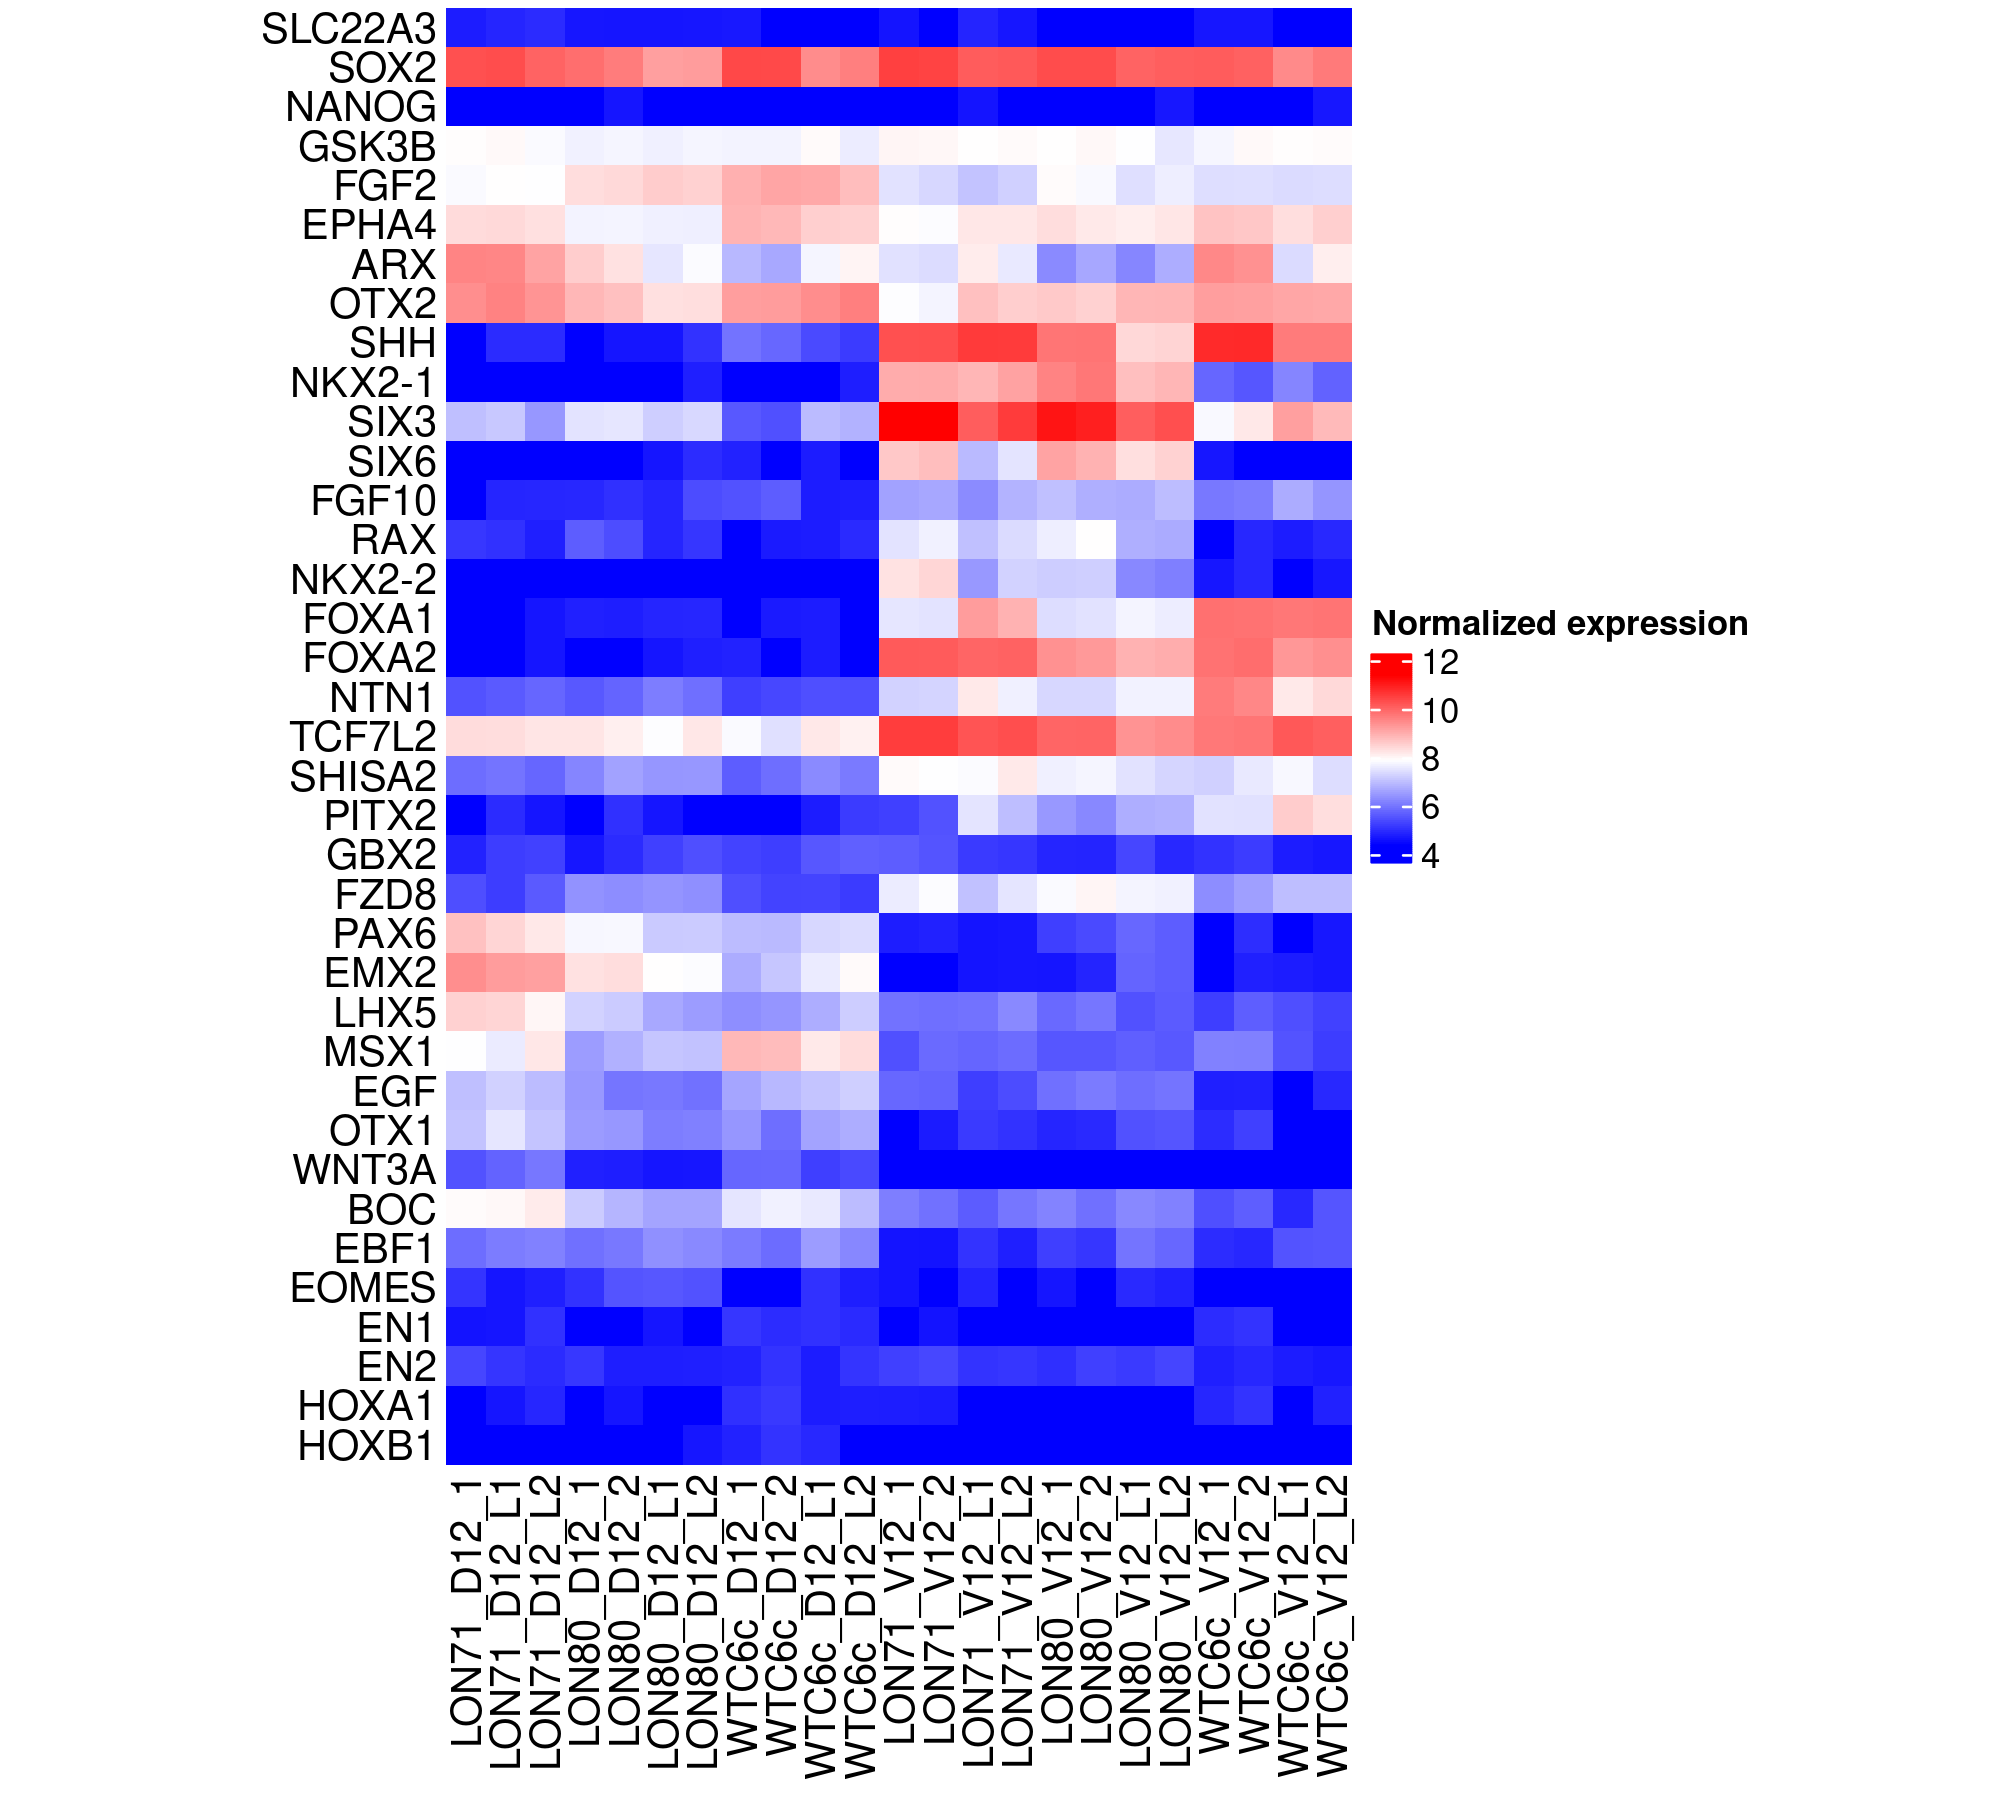 SLC22A3
SOX2
NANOG
GSK3B
FGF2
EPHA4
ARX
OTX2
SHH
NKX2-1
SIX3
SIX6
FGF10
RAX
NKX2-2
FOXA1
FOXA2
NTN1
TCF7L2
SHISA2
PITX2
GBX2
FZD8
PAX6
EMX2
LHX5
MSX1
EGF
OTX1
WNT3A
BOC
EBF1
EOMES
EN1
EN2
HOXA1
HOXB1
Normalized expression
12
10
8
6
4
LON71_D12_1
LON71_D12_L1
LON71_D12_L2
LON80_D12_1
LON80_D12_2
LON80_D12_L1
LON80_D12_L2
WTC6c_D12_1
WTC6c_D12_2
WTC6c_D12_L1
WTC6c_D12_L2
LON71_V12_1
LON71_V12_2
LON71_V12_L1
LON71_V12_L2
LON80_V12_1
LON80_V12_2
LON80_V12_L1
LON80_V12_L2
WTC6c_V12_1
WTC6c_V12_2
WTC6c_V12_L1
WTC6c_V12_L2